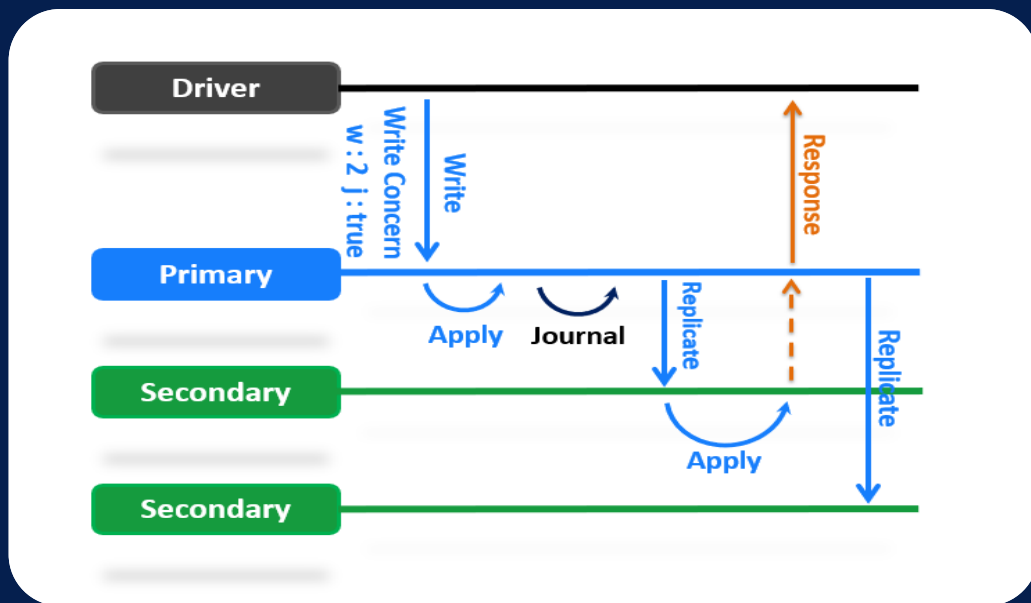 Driver
Write Concern
w : 2 j : true
Write
Response
Primary
Apply
Journal
Replicate
Replicate
Secondary
Apply
Secondary